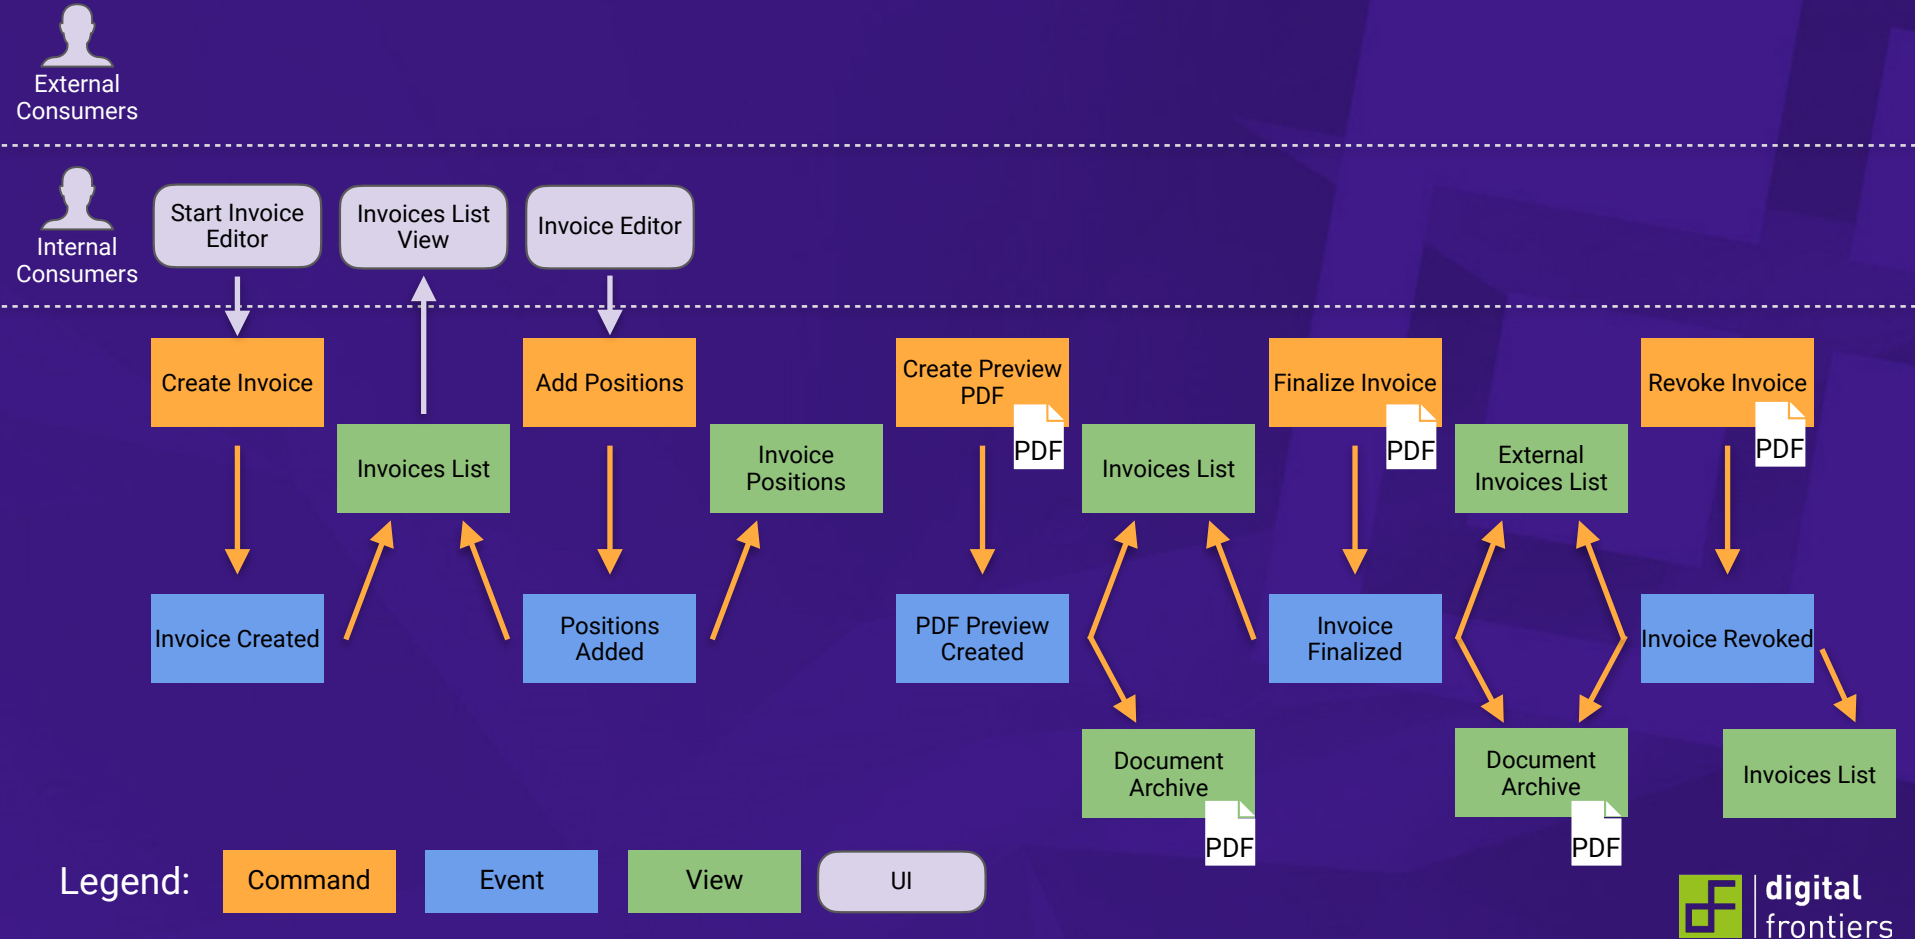 External
Consumers
Internal
Consumers
Start Invoice
Editor
Invoices List
View
Invoice Editor
Create Invoice
Add Positions
Create Preview
PDF
PDF
Finalize Invoice
PDF
Revoke Invoice
PDF
Invoices List
Invoice
Positions
Invoices List
External
Invoices List
Invoice Created
Positions
Added
PDF Preview
Created
Invoice
Finalized
Invoice Revoked
Document
Archive
PDF
Document
Archive
PDF
Invoices List
Legend:
Command
Event
View
UI
digital
frontiers